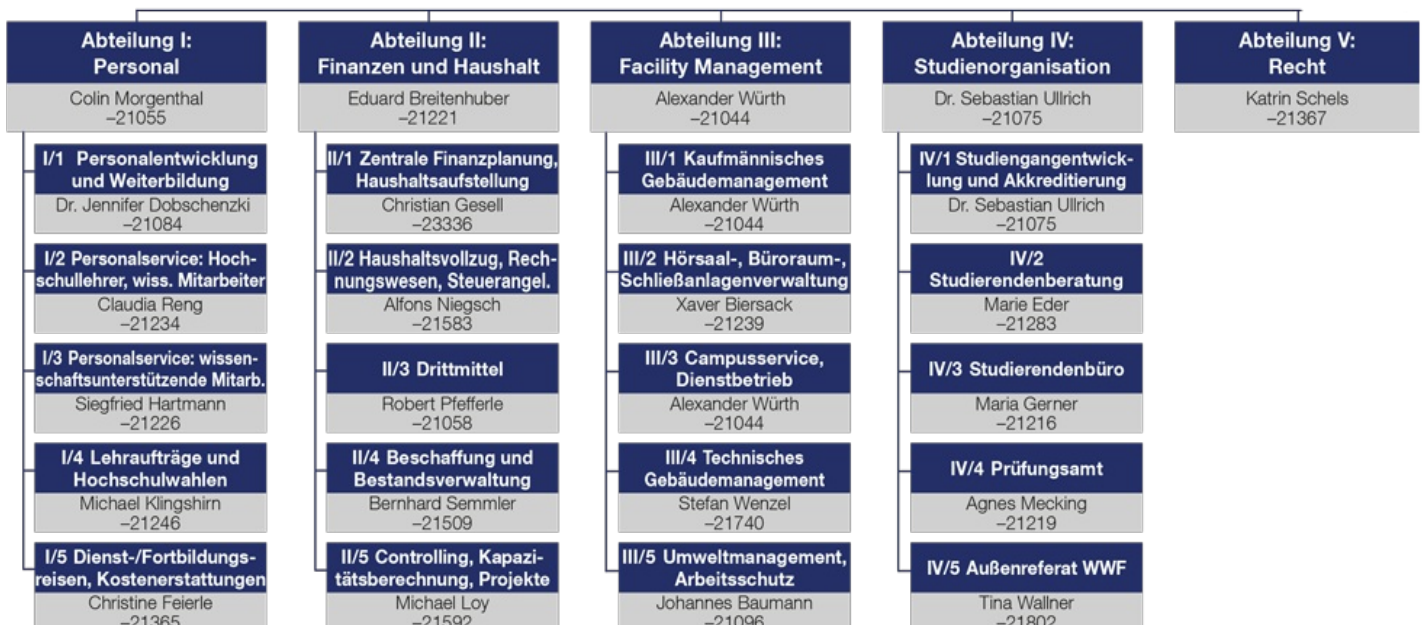 Abteilung I:
Personal
Colin Morgenthal
–21055
I/1 Personalentwicklung
und Weiterbildung
Dr. Jennifer Dobschenzki
–21084
I/2 Personalservice: Hoch-
schullehrer, wiss. Mitarbeiter
Claudia Reng
–21234
I/3 Personalservice: wissen-
schaftsunterstützende Mitarb.
Siegfried Hartmann
–21226
I/4 Lehraufträge und
Hochschulwahlen
Michael Klingshirn
–21246
I/5 Dienst-/Fortbildungs-
reisen, Kostenerstattungen
Christine Feierle
–21365
Abteilung II:
Finanzen und Haushalt
Eduard Breitenhuber
–21221
II/1 Zentrale Finanzplanung,
Haushaltsaufstellung
Christian Gesell
–23336
II/2 Haushaltsvollzug, Rech-
nungswesen, Steuerangel.
Alfons Niegsch
–21583
II/3 Drittmittel
Robert Pfefferle
–21058
II/4 Beschaffung und
Bestandsverwaltung
Bernhard Semmler
–21509
II/5 Controlling, Kapazi-
tätsberechnung, Projekte
Michael Loy
–21592
Abteilung III:
Facility Management
Alexander Würth
–21044
III/1 Kaufmännisches
Gebäudemanagement
Alexander Würth
–21044
III/2 Hörsaal-, Büroraum-,
Schließanlagenverwaltung
Xaver Biersack
–21239
III/3 Campusservice,
Dienstbetrieb
Alexander Würth
–21044
III/4 Technisches
Gebäudemanagement
Stefan Wenzel
–21740
III/5 Umweltmanagement,
Arbeitsschutz
Johannes Baumann
–21096
Abteilung IV:
Studienorganisation
Dr. Sebastian Ullrich
–21075
IV/1 Studiengangentwick-
lung und Akkreditierung
Dr. Sebastian Ullrich
–21075
IV/2
Studierendenberatung
Marie Eder
–21283
IV/3 Studierendenbüro
Maria Gerner
–21216
IV/4 Prüfungsamt
Agnes Mecking
–21219
IV/5 Außenreferat WWF
Tina Wallner
–21802
Abteilung V:
Recht
Katrin Schels
–21367